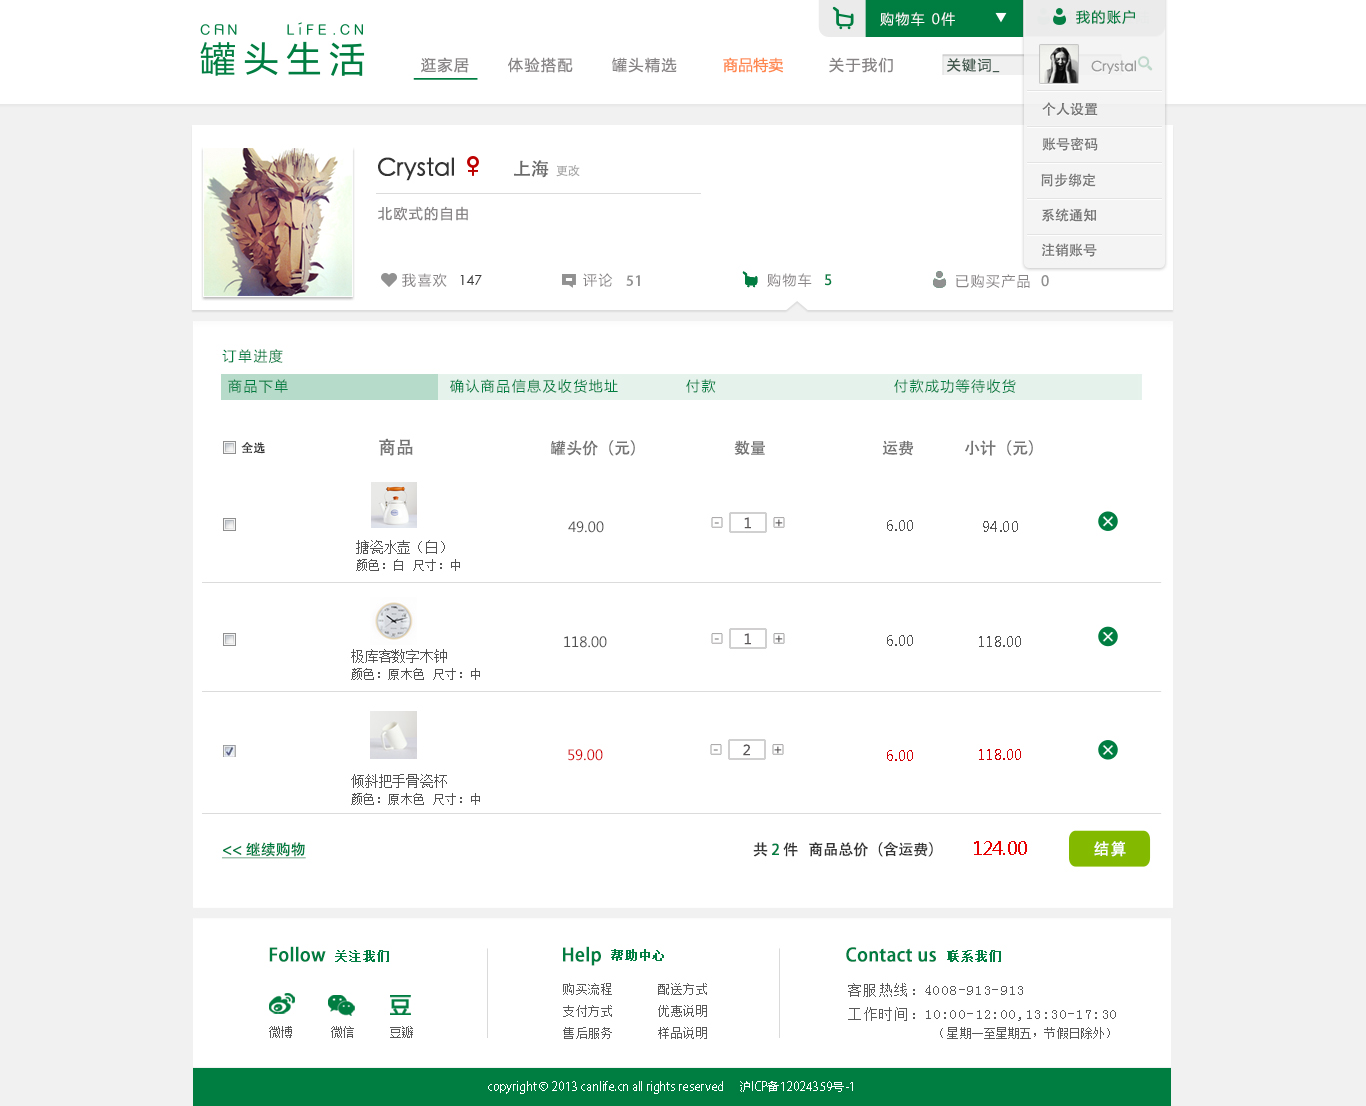 CAN LiFE.CN
罐头生活
购物车 0件
我的账户
逛家居 体验搭配 罐头精选 商品特卖 关于我们
关键词_
Crystal
个人设置
账号密码
同步绑定
系统通知
注销账号
Crystal 上海 更改
北欧式的自由
我喜欢 147 评论 51 购物车 5 已购买产品 0
订单进度
商品下单 确认商品信息及收货地址 付款 付款成功等待收货
全选 商品 罐头价（元） 数量 运费 小计（元）
49.00 - 1 + 6.00 94.00
搪瓷水壶（白）
颜色：白 尺寸：中
118.00 - 1 + 6.00 118.00
极库客数字木钟
颜色：原木色 尺寸：中
59.00 - 2 + 6.00 118.00
倾斜把手骨瓷杯
颜色：原木色 尺寸：中
<< 继续购物 共 2 件 商品总价（含运费） 124.00 结算
Follow 关注我们
微博 微信 豆瓣
Help 帮助中心
购买流程 配送方式
支付方式 优惠说明
售后服务 样品说明
Contact us 联系我们
客服热线：4008-913-913
工作时间：10:00-12:00,13:30-17:30
（星期一至星期五，节假日除外）
copyright© 2013 canlife.cn all rights reserved 沪ICP备12024359号-1